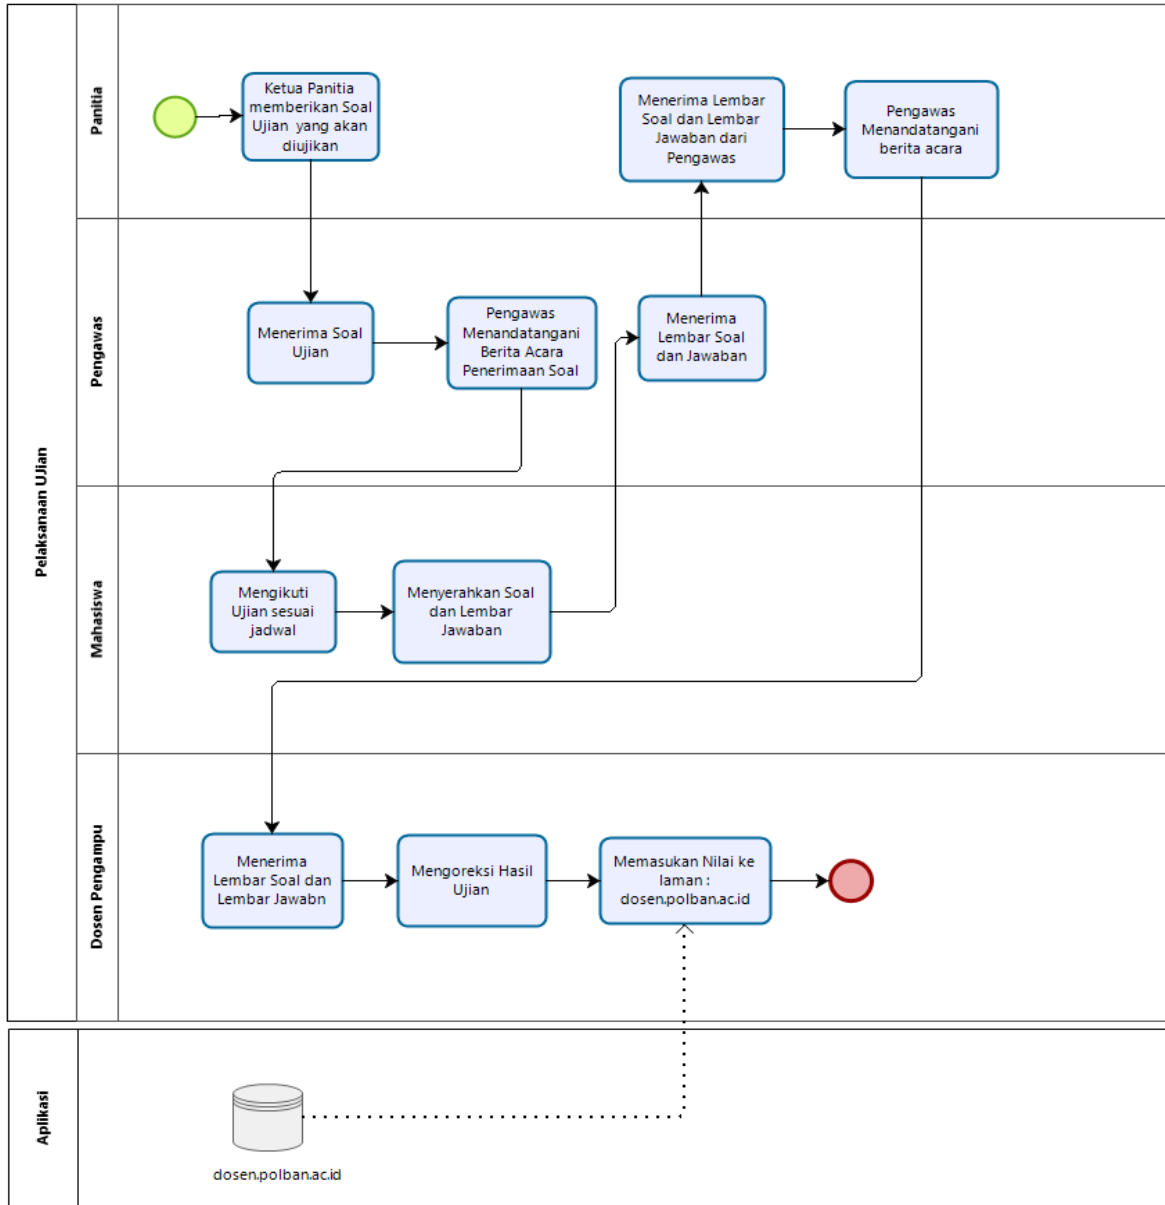 Pelaksanaan UJian
Panitia
Ketua Panitia
memberikan Soal
Ujian yang akan
diujikan
Menerima Lembar
Soal dan Lembar
Jawaban dari
Pengawas
Pengawas
Menandatangani
berita acara
Pengawas
Menerima Soal
Ujian
Pengawas
Menandatangani
Berita Acara
Penerimaan Soal
Menerima
Lembar Soal
dan Jawaban
Mahasiswa
Mengikuti
Ujian sesuai
jadwal
Menyerahkan Soal
dan Lembar
Jawaban
Dosen Pengampu
Menerima
Lembar Soal dan
Lembar Jawabn
Mengoreksi Hasil
Ujian
Memasukan Nilai ke
laman :
dosen.polban.ac.id
Aplikasi
dosen.polban.ac.id